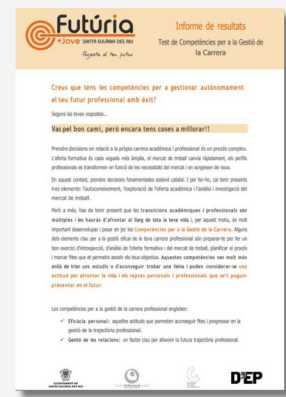 Futúria
+Jove SANTA EULÀRIA DES RIU
Projecta el teu futur
Informe de resultats
Test de Competències per a la Gestió de
la Carrera
Creus que tens les competències per a gestionar autònomament
el teu futur professional amb èxit?
Segons les teves respostes...
Vas pel bon camí, però encara tens coses a millorar!!
Prendre decisions en relació a la pròpia carrera acadèmica i professional és un procés complex.
L'oferta formativa és cada vegada més àmplia, el mercat de treball canvia ràpidament, els perfils
professionals es transformen en funció de les necessitats del mercat i en sorgeixen de nous.
En aquest context, prendre decisions fonamentades esdevé cabdal. I per fer-ho, cal tenir presents
tres elements: l'autoconeixement, l'exploració de l'oferta acadèmica i l'anàlisi i investigació del
mercat de treball.
Però a més, has de tenir present que les transicions acadèmiques i professionals són
múltiples i les hauràs d'afrontar al llarg de tota la teva vida i, per aquest motiu, és molt
important desenvolupar i posar en joc les Competències per a la Gestió de la Carrera. Alguns
dels elements clau per a la gestió eficaç de la teva carrera professional són preparar-te per fer un
bon exercici d'introspecció, d'anàlisi de l'oferta formativa i del mercat de treball, planificar el procés
i marcar fites que et permetin assolir els teus objectius. Aquestes competències van molt més
enllà de triar uns estudis o d'aconseguir trobar una feina i poden considerar-se una
actitud per afrontar la vida i els reptes personals i professionals que se't puguin
presentar en el futur.
Les competències per a la gestió de la carrera professional engloben:
✓ Eficàcia personal: aquelles actituds que permeten aconseguir fites i progressar en la
gestió de la trajectòria professional.
✓ Gestió de les relacions: un factor clau per afavorir la futura trajectòria professional.
AJUNTAMENT DE
SANTA EULÀRIA DES RIU
D'EP